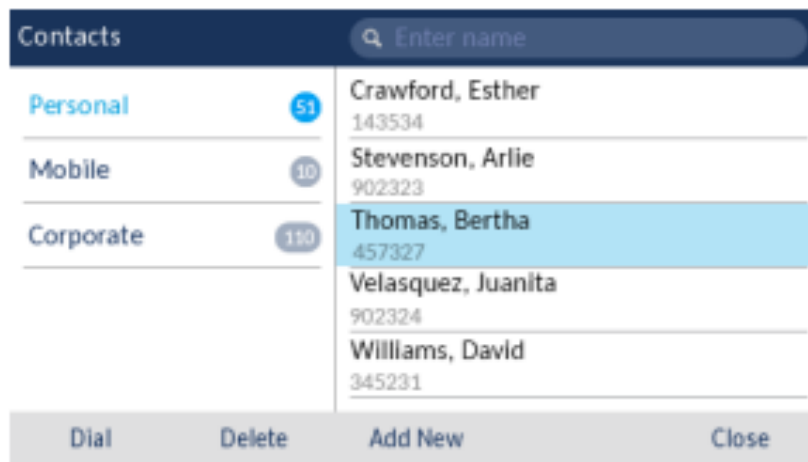 Contacts
Enter name
Personal 51
Mobile 10
Corporate 110
Crawford, Esther
143534
Stevenson, Arlie
902323
Thomas, Bertha
457327
Velasquez, Juanita
902324
Williams, David
345231
Dial Delete Add New Close